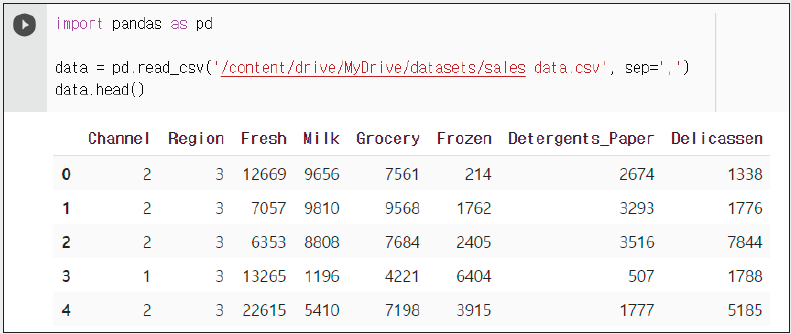 import pandas as pd
data = pd.read_csv('/content/drive/MyDrive/datasets/sales data.csv', sep=',')
data.head()
Channel Region Fresh Milk Grocery Frozen Detergents_Paper Delicassen
0 2 3 12669 9656 7561 214 2674 1338
1 2 3 7057 9810 9568 1762 3293 1776
2 2 3 6353 8808 7684 2405 3516 7844
3 1 3 13265 1196 4221 6404 507 1788
4 2 3 22615 5410 7198 3915 1777 5185